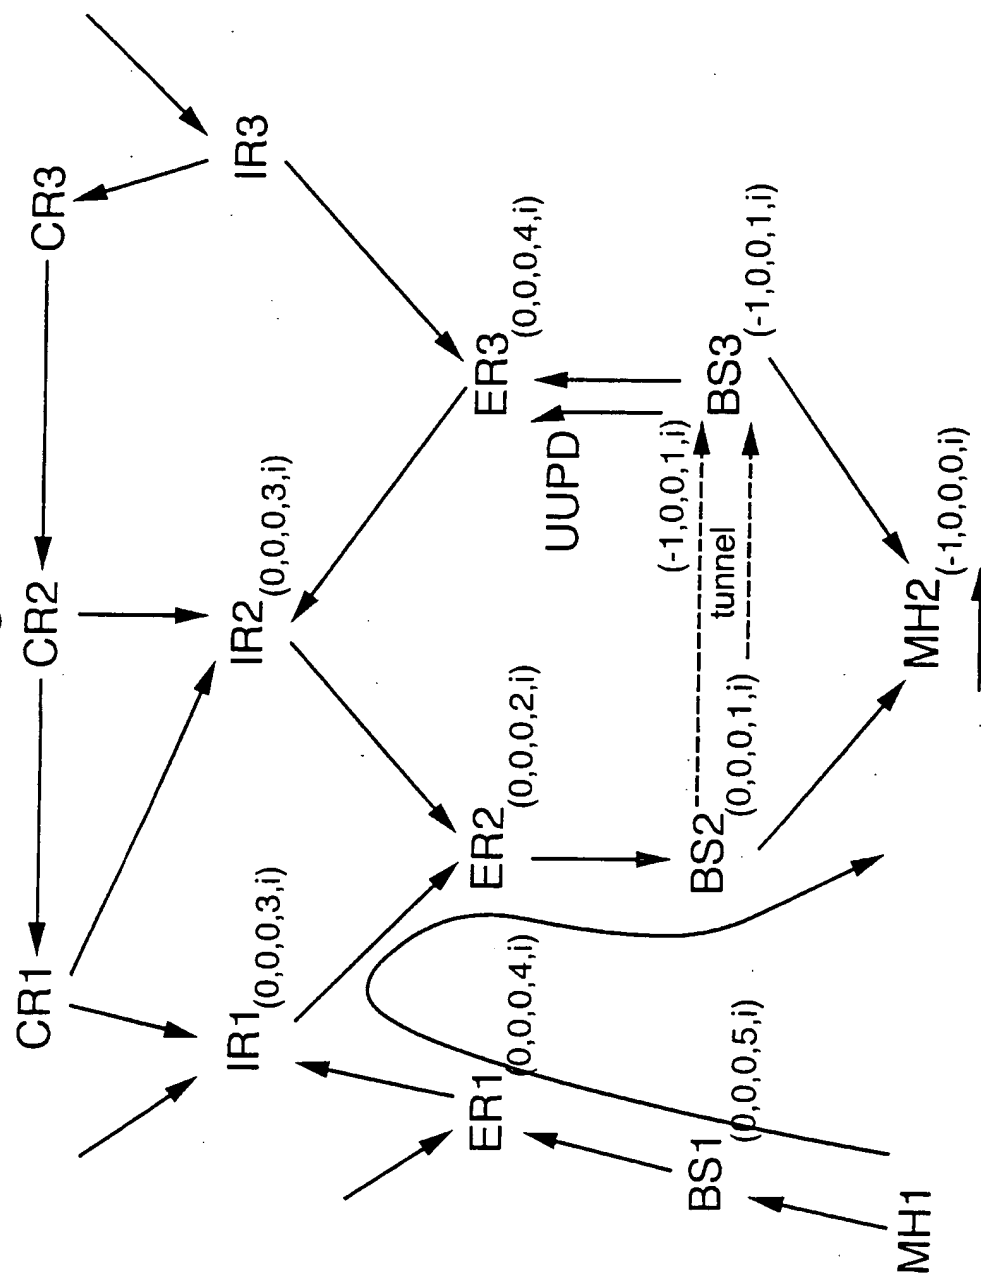 CR1
CR2
CR3
IR1
(0,0,0,3,i)
IR2
(0,0,0,3,i)
IR3
ER1
(0,0,0,4,i)
ER2
(0,0,0,2,i)
ER3
(0,0,0,4,i)
UUPD
BS1
(0,0,0,5,i)
BS2
(0,0,0,1,i)
(-1,0,0,1,i)
tunnel
BS3
(-1,0,0,1,i)
MH1
MH2
(-1,0,0,0,i)